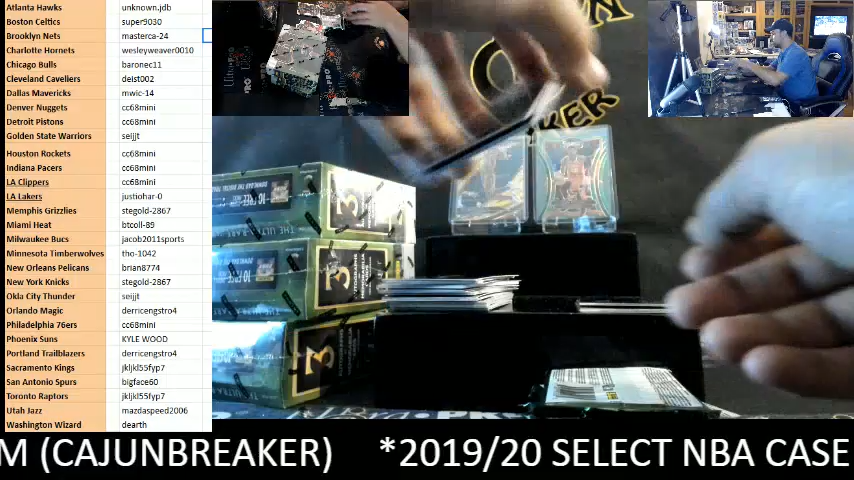 Atlanta Hawks unknown.jdb
Boston Celtics super9030
Brooklyn Nets masterca-24
Charlotte Hornets wesleyweaver0010
Chicago Bulls baronec11
Cleveland Cavaliers deist002
Dallas Mavericks mwic-14
Denver Nuggets cc68mini
Detroit Pistons cc68mini
Golden State Warriors seijjt
Houston Rockets cc68mini
Indiana Pacers cc68mini
LA Clippers cc68mini
LA Lakers justiohar-0
Memphis Grizzlies stegold-2867
Miami Heat btcoll-89
Milwaukee Bucs jacob2011sports
Minnesota Timberwolves tho-1042
New Orleans Pelicans brian8774
New York Knicks stegold-2867
Okla City Thunder seijjt
Orlando Magic derricengstro4
Philadelphia 76ers cc68mini
Phoenix Suns KYLE WOOD
Portland Trailblazers derricengstro4
Sacramento Kings jkljkl55fyp7
San Antonio Spurs bigface60
Toronto Raptors jkljkl55fyp7
Utah Jazz mazdaspeed2006
Washington Wizard dearth
KER
3
3
3
M (CAJUNBREAKER) *2019/20 SELECT NBA CASE